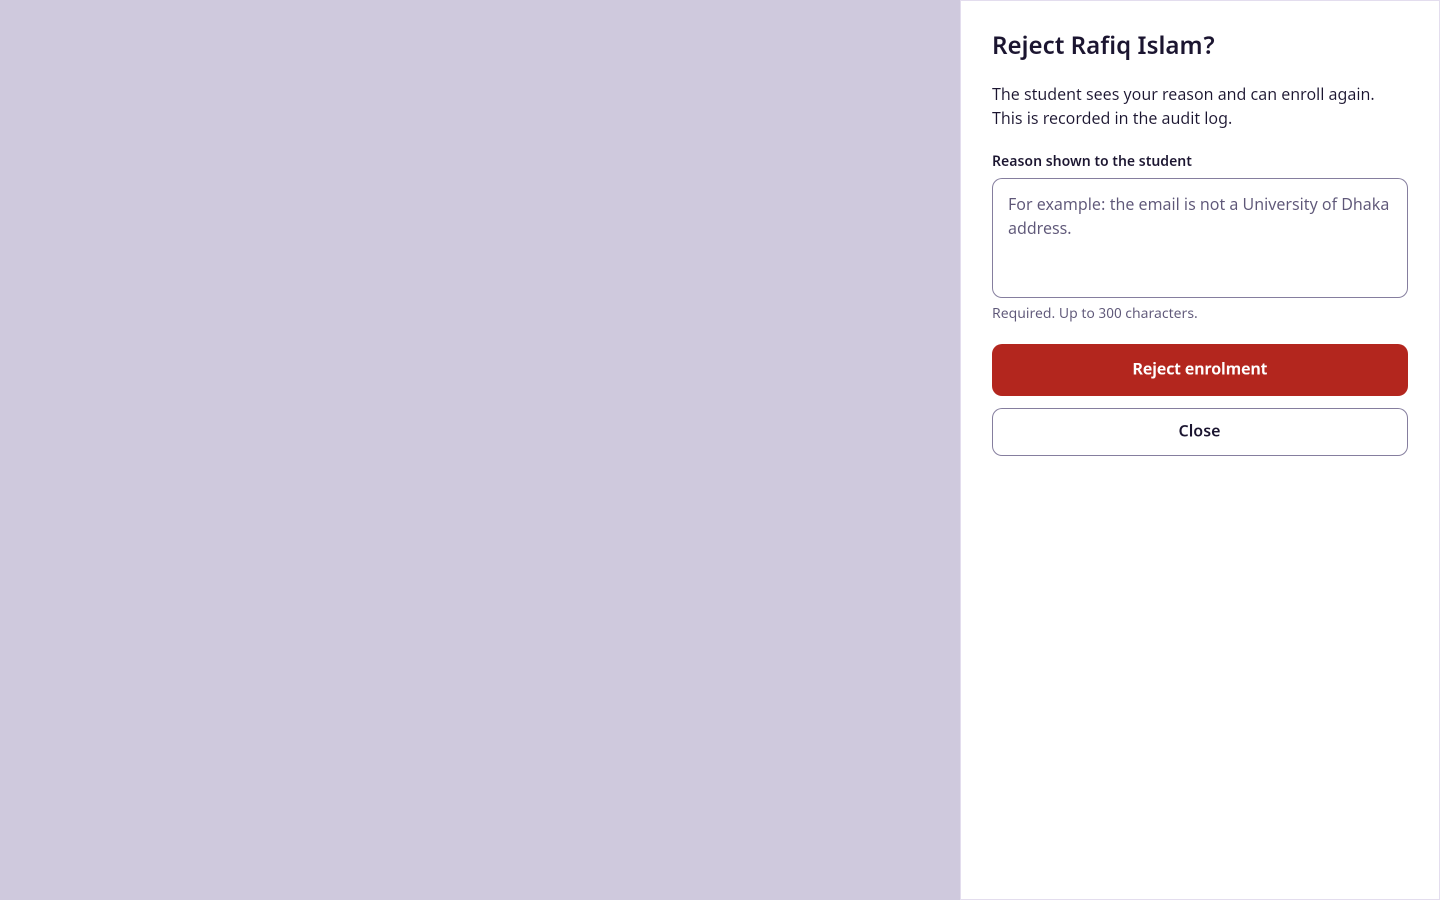 Reject Rafiq Islam?
The student sees your reason and can enroll again.
This is recorded in the audit log.
Reason shown to the student
For example: the email is not a University of Dhaka
address.
Required. Up to 300 characters.
Reject enrolment
Close